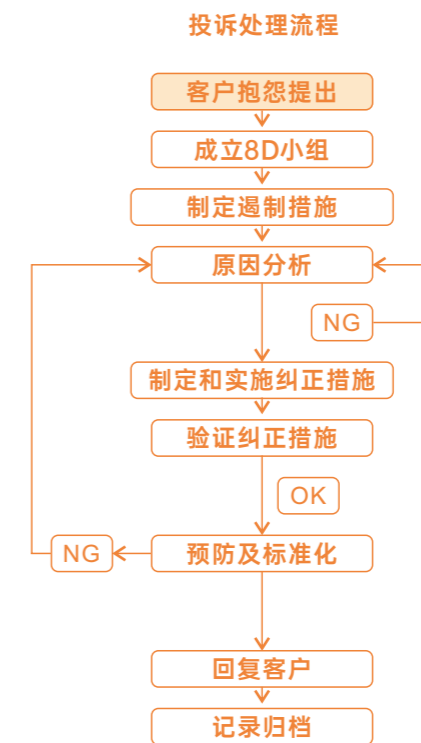 投诉处理流程
客户抱怨提出
成立8D小组
制定遏制措施
原因分析
NG
制定和实施纠正措施
验证纠正措施
OK
NG
预防及标准化
回复客户
记录归档